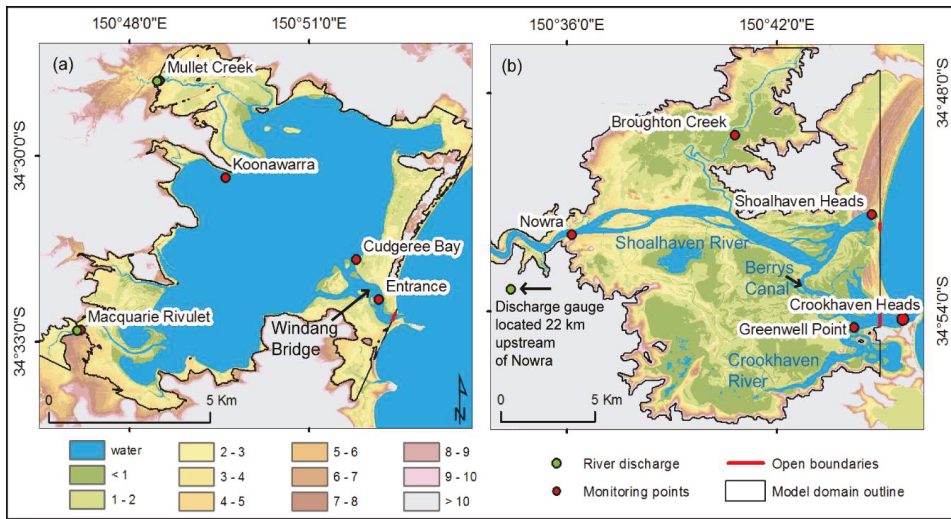 150°48'0"E
150°51'0"E
150°36'0"E
150°42'0"E
(a)
Mullet Creek
Koonawarra
Cudgeree Bay
Entrance
Macquarie Rivulet
Windang
Bridge
34°30'0"S
34°33'0"S
0
5 Km
N
(b)
Broughton Creek
Nowra
Shoalhaven Heads
Shoalhaven River
Berrys
Canal
Crookhaven Heads
Discharge gauge
located 22 km
upstream
of Nowra
Greenwell Point
Crookhaven
River
34°48'0"S
34°54'0"S
0
5 Km
water
< 1
1 - 2
2 - 3
3 - 4
4 - 5
5 - 6
6 - 7
7 - 8
8 - 9
9 - 10
> 10
River discharge
Monitoring points
Open boundaries
Model domain outline